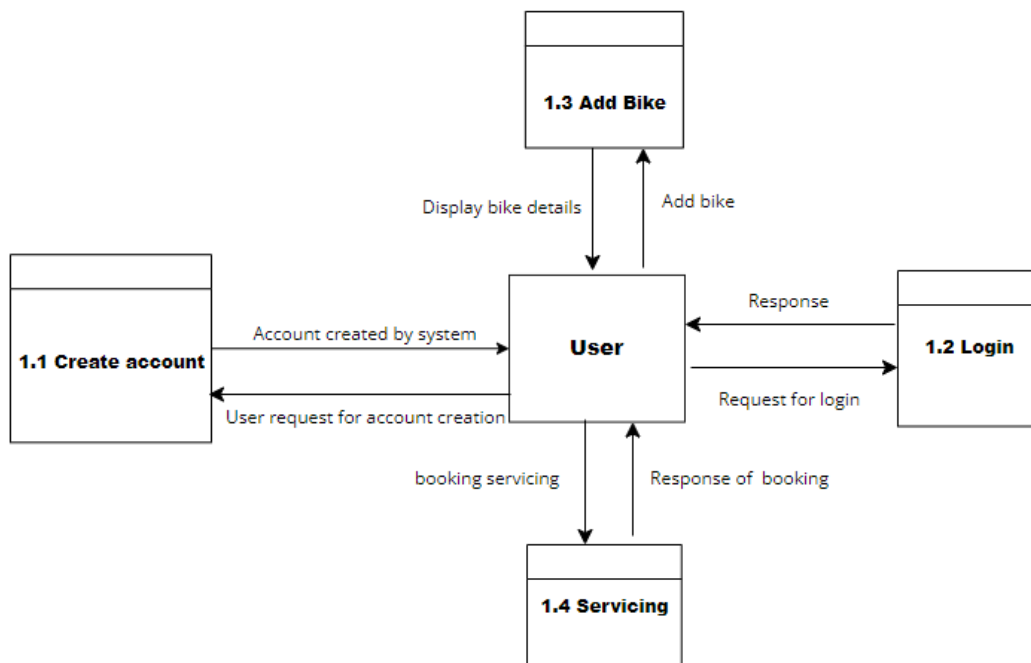 1.3 Add Bike
Display bike details
Add bike
1.1 Create account
Account created by system
User request for account creation
User
Response
Request for login
1.2 Login
booking servicing
Response of booking
1.4 Servicing